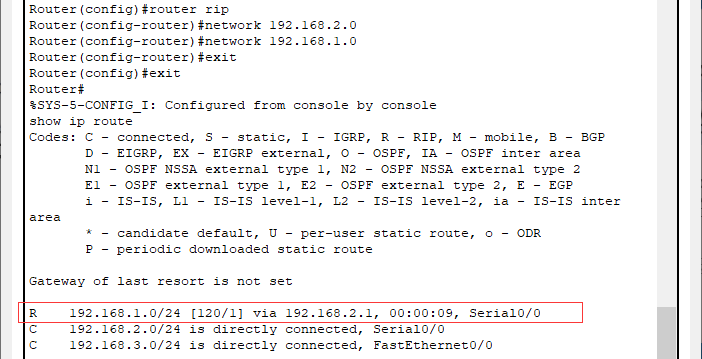 Router(config)#router rip
Router(config-router)#network 192.168.2.0
Router(config-router)#network 192.168.1.0
Router(config-router)#exit
Router(config)#exit
Router#
%SYS-5-CONFIG_I: Configured from console by console
show ip route
Codes: C - connected, S - static, I - IGRP, R - RIP, M - mobile, B - BGP
       D - EIGRP, EX - EIGRP external, O - OSPF, IA - OSPF inter area
       N1 - OSPF NSSA external type 1, N2 - OSPF NSSA external type 2
       E1 - OSPF external type 1, E2 - OSPF external type 2, E - EGP
       i - IS-IS, L1 - IS-IS level-1, L2 - IS-IS level-2, ia - IS-IS inter
area
       * - candidate default, U - per-user static route, o - ODR
       P - periodic downloaded static route

Gateway of last resort is not set

R    192.168.1.0/24 [120/1] via 192.168.2.1, 00:00:09, Serial0/0
C    192.168.2.0/24 is directly connected, Serial0/0
C    192.168.3.0/24 is directly connected, FastEthernet0/0